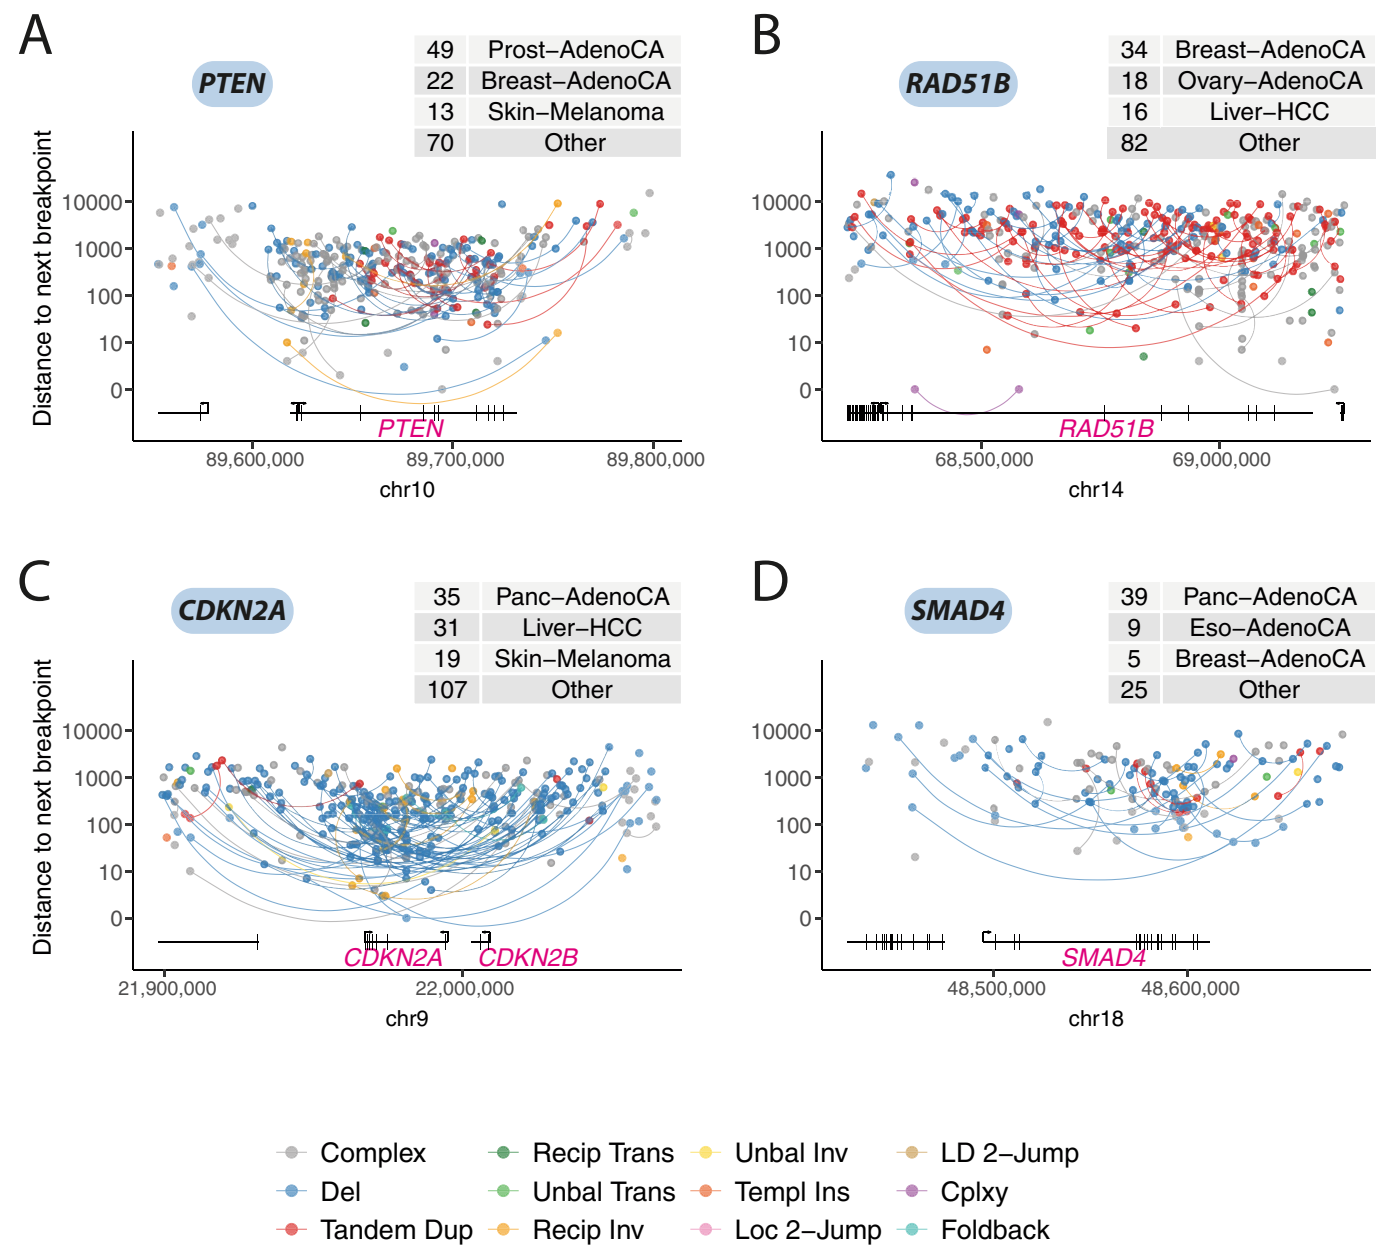 A
PTEN
49 Prost−AdenoCA
22 Breast−AdenoCA
13 Skin−Melanoma
70 Other
Distance to next breakpoint
10000
1000
100
10
0
PTEN
89,600,000 89,700,000 89,800,000
chr10
B
RAD51B
34 Breast−AdenoCA
18 Ovary−AdenoCA
16 Liver−HCC
82 Other
10000
1000
100
10
0
RAD51B
68,500,000 69,000,000
chr14
C
CDKN2A
35 Panc−AdenoCA
31 Liver−HCC
19 Skin−Melanoma
107 Other
Distance to next breakpoint
10000
1000
100
10
0
CDKN2A CDKN2B
21,900,000 22,000,000
chr9
D
SMAD4
39 Panc−AdenoCA
9 Eso−AdenoCA
5 Breast−AdenoCA
25 Other
10000
1000
100
10
0
SMAD4
48,500,000 48,600,000
chr18
Complex Recip Trans Unbal Inv LD 2−Jump
Del Unbal Trans Templ Ins Cplxy
Tandem Dup Recip Inv Loc 2−Jump Foldback